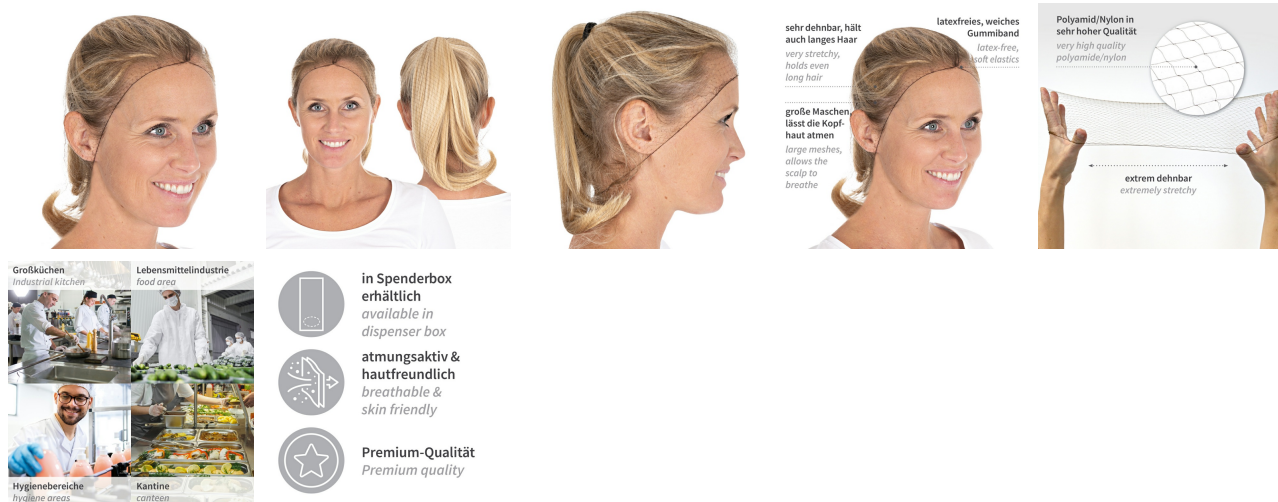 sehr dehnbar, hält
auch langes Haar
very stretchy,
holds even
long hair
große Maschen,
lässt die Kopf-
haut atmen
large meshes,
allows the
scalp to
breathe
latexfreies, weiches
Gummiband
latex-free,
soft elastics
Polyamid/Nylon in
sehr hoher Qualität
very high quality
polyamide/nylon
extrem dehnbar
extremely stretchy
Großküchen
Industrial kitchen
Lebensmittelindustrie
food area
Hygienebereiche
hygiene areas
Kantine
canteen
in Spenderbox
erhältlich
available in
dispenser box
atmungsaktiv &
hautfreundlich
breathable &
skin friendly
Premium-Qualität
Premium quality